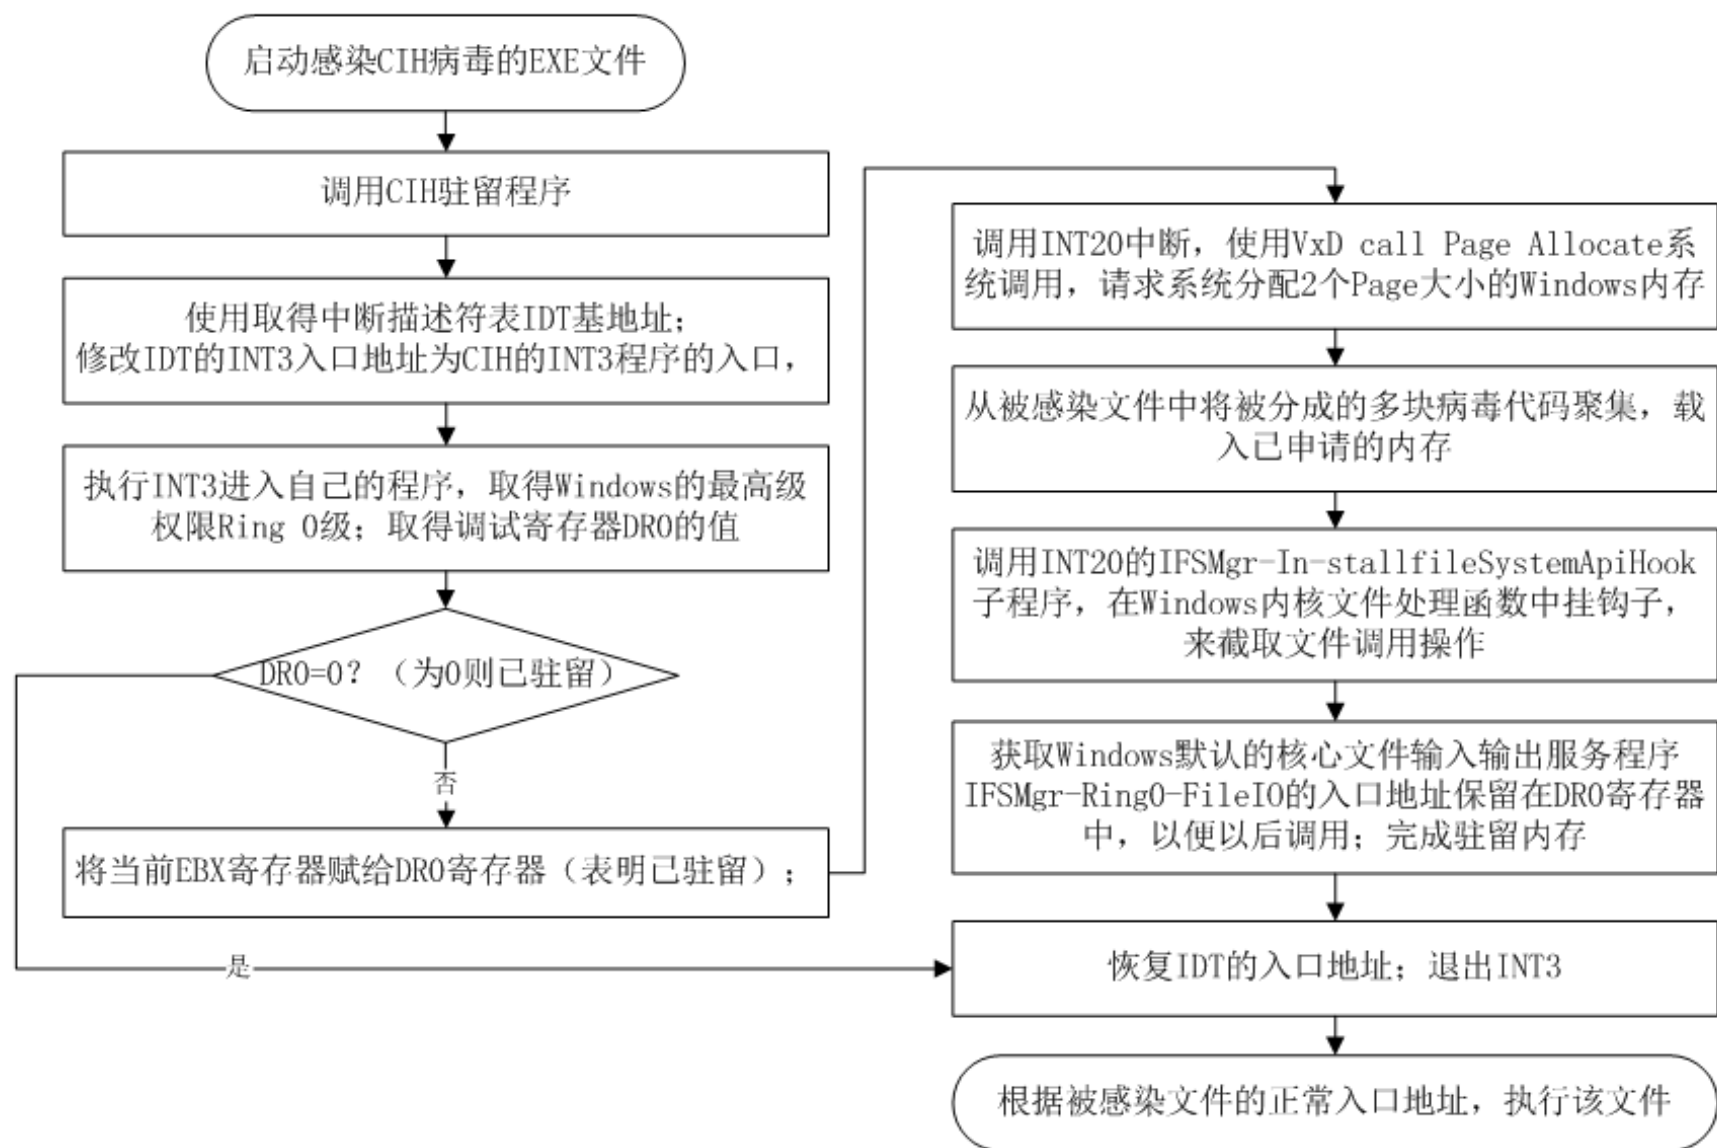 启动感染CIH病毒的EXE文件
调用CIH驻留程序
使用取得中断描述符表IDT基地址;
修改IDT的INT3入口地址为CIH的INT3程序的入口,
执行INT3进入自己的程序, 取得Windows的最高级
权限Ring 0级; 取得调试寄存器DR0的值
DR0=0? (为0则已驻留)
否
将当前EBX寄存器赋给DR0寄存器(表明已驻留);
是
调用INT20中断, 使用VxD call Page Allocate系
统调用, 请求系统分配2个Page大小的Windows内存
从被感染文件中将被分成的多块病毒代码聚集, 载
入已申请的内存
调用INT20的IFSMgr-In-stallfileSystemApiHook
子程序, 在Windows内核文件处理函数中挂钩子,
来截取文件调用操作
获取Windows默认的核心文件输入输出服务程序
IFSMgr-Ring0-FileIO的入口地址保留在DR0寄存器
中, 以便以后调用; 完成驻留内存
恢复IDT的入口地址; 退出INT3
根据被感染文件的正常入口地址, 执行该文件